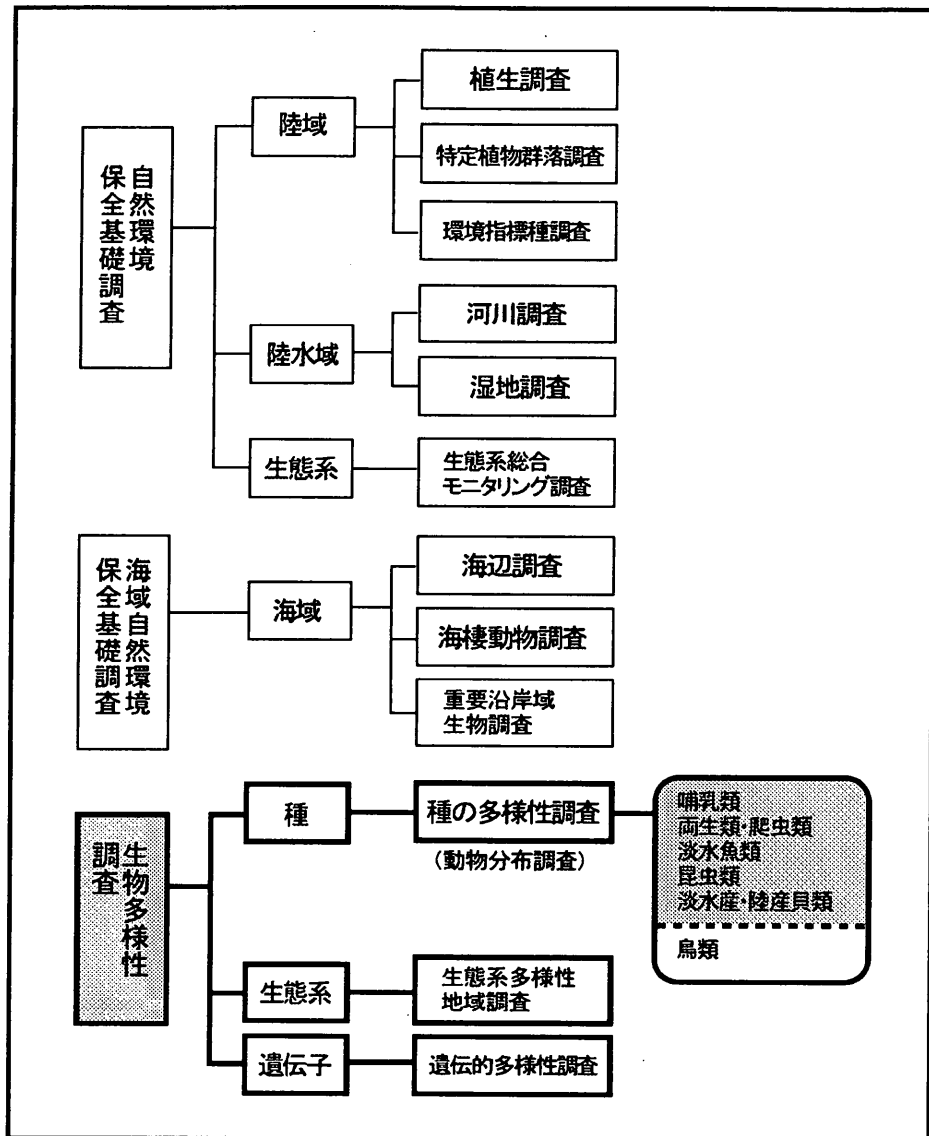 自然環境
保全基礎調査
陸域
植生調査
特定植物群落調査
環境指標種調査
陸水域
河川調査
湿地調査
生態系
生態系総合
モニタリング調査
海域自然環境
保全基礎調査
海域
海辺調査
海棲動物調査
重要沿岸域
生物調査
生物多様性
調査
種
種の多様性調査
(動物分布調査)
哺乳類
両生類・爬虫類
淡水魚類
昆虫類
淡水産・陸産貝類
鳥類
生態系
生態系多様性
地域調査
遺伝子
遺伝的多様性調査